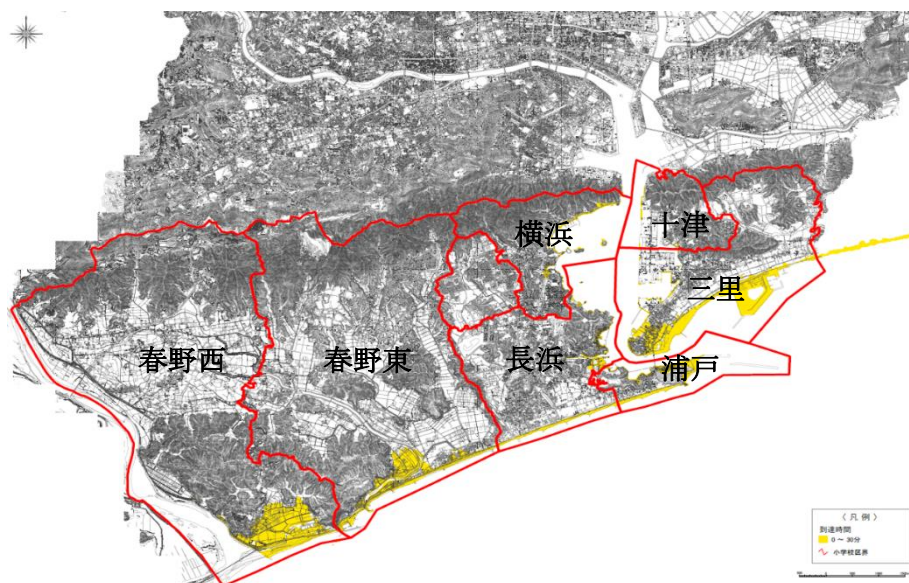 横浜
十津
三里
春野西
春野東
長浜
浦戸
〈凡例〉
到達時間
0～30分
小学校区界